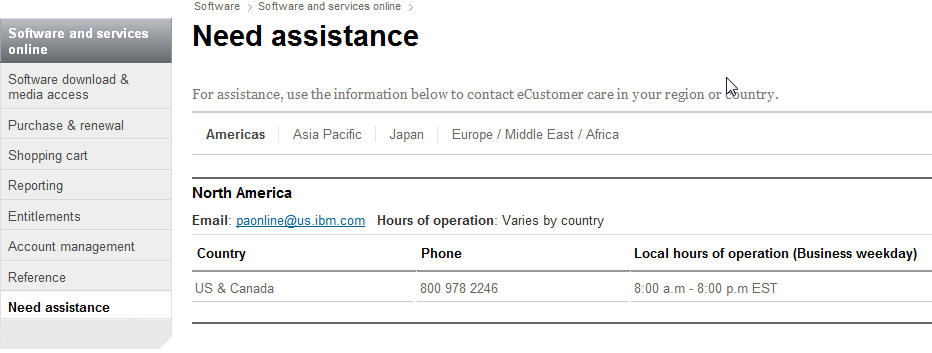 Software > Software and services online >
Software and services
online
Need assistance
Software download &
media access
For assistance, use the information below to contact eCustomer care in your region or country.
Purchase & renewal
Americas Asia Pacific Japan Europe / Middle East / Africa
Shopping cart
Reporting
Entitlements
Account management
Reference
Need assistance
North America
Email: paonline@us.ibm.com Hours of operation: Varies by country
Country Phone Local hours of operation (Business weekday)
US & Canada 800 978 2246 8:00 a.m - 8:00 p.m EST